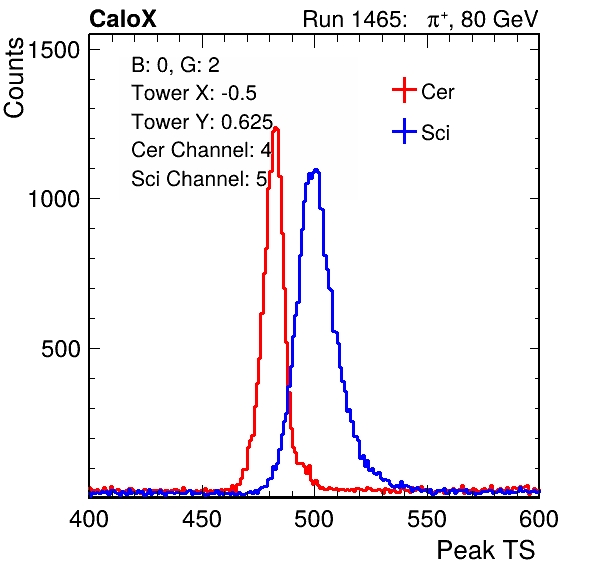 CaloX Run 1465: π⁺, 80 GeV
Counts
1500
1000
500
B: 0, G: 2
Tower X: -0.5
Tower Y: 0.625
Cer Channel: 4
Sci Channel: 5
Cer
Sci
400 450 500 550 600
Peak TS